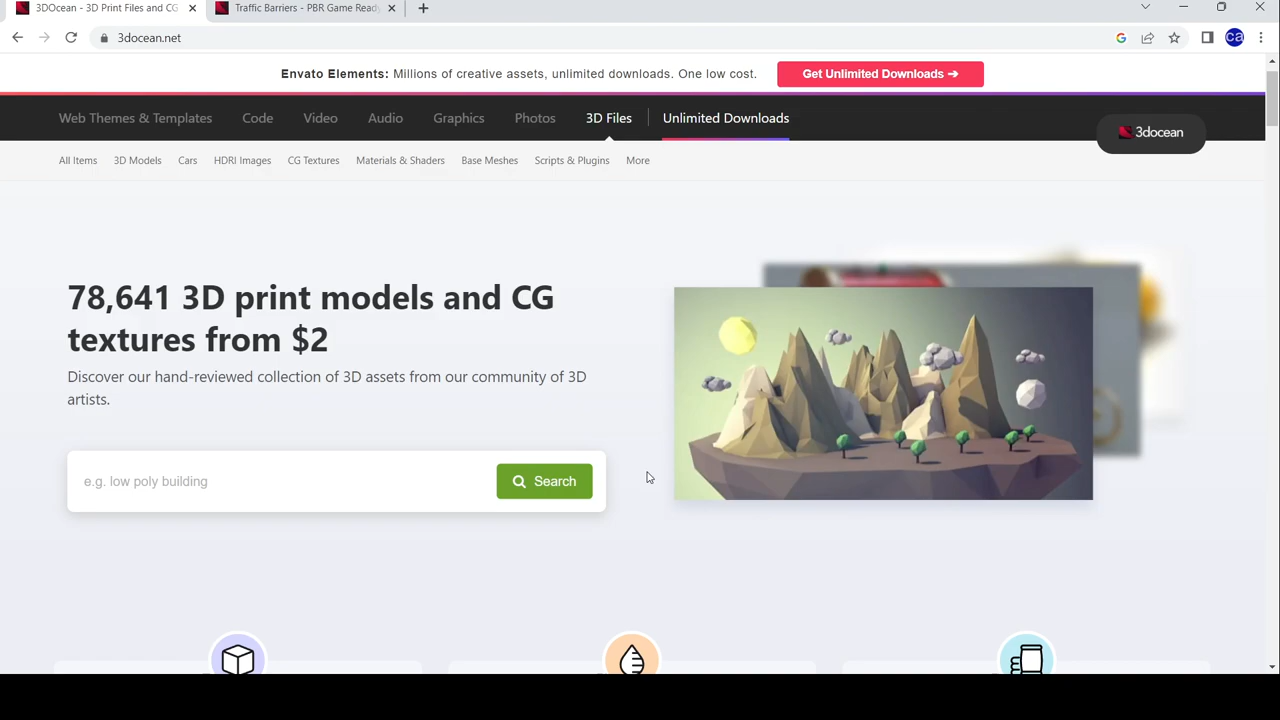 3DOcean - 3D Print Files and CG
Traffic Barriers - PBR Game Ready
3docean.net
ca
Envato Elements: Millions of creative assets, unlimited downloads. One low cost.
Get Unlimited Downloads ➔
Web Themes & Templates Code Video Audio Graphics Photos 3D Files Unlimited Downloads
3docean
All Items 3D Models Cars HDRI Images CG Textures Materials & Shaders Base Meshes Scripts & Plugins More
78,641 3D print models and CG
textures from $2
Discover our hand-reviewed collection of 3D assets from our community of 3D
artists.
e.g. low poly building
Search